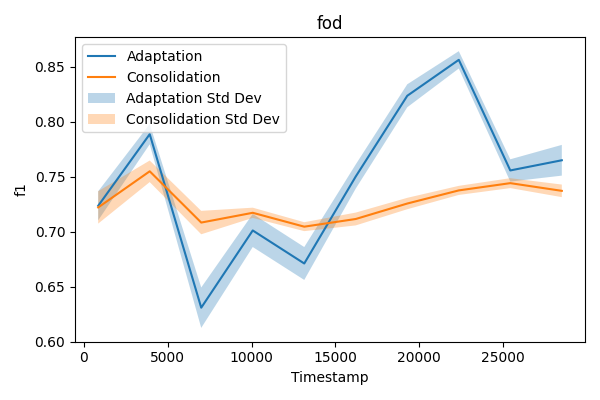 fod
Adaptation
Consolidation
Adaptation Std Dev
Consolidation Std Dev
0.85
0.80
0.75
0.70
0.65
0.60
f1
0
5000
10000
15000
20000
25000
Timestamp